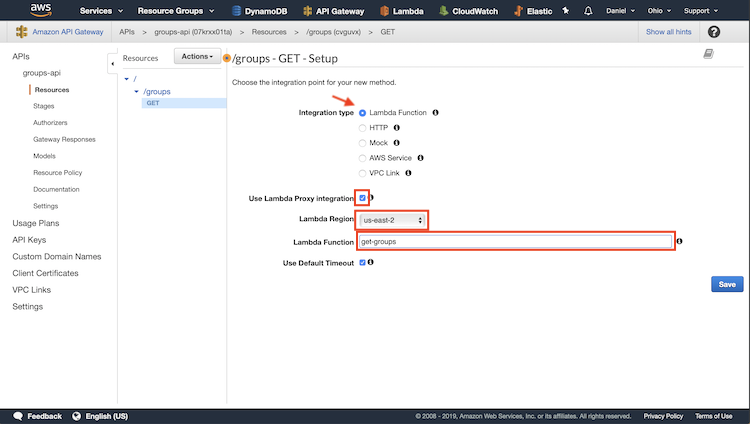 aws Services Resource Groups DynamoDB API Gateway Lambda CloudWatch Elastic Daniel Ohio Support
Amazon API Gateway APIs > groups-api (07krxx01ta) > Resources > /groups (cvguvx) > GET Show all hints ?
APIs
groups-api
Resources
Stages
Authorizers
Gateway Responses
Models
Resource Policy
Documentation
Settings
Usage Plans
API Keys
Custom Domain Names
Client Certificates
VPC Links
Settings
Resources Actions
/
/groups
GET
/groups - GET - Setup
Choose the integration point for your new method.
Integration type Lambda Function
HTTP
Mock
AWS Service
VPC Link
Use Lambda Proxy integration
Lambda Region us-east-2
Lambda Function get-groups
Use Default Timeout
Save
Feedback English (US) © 2008 - 2019, Amazon Web Services, Inc. or its affiliates. All rights reserved. Privacy Policy Terms of Use